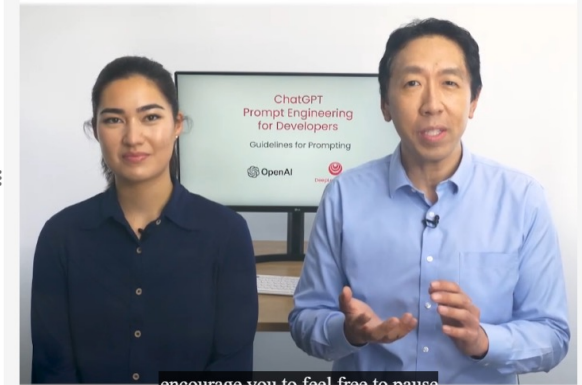 ChatGPT
Prompt Engineering
for Developers
Guidelines for Prompting
OpenAI
encourage you to feel free to pause